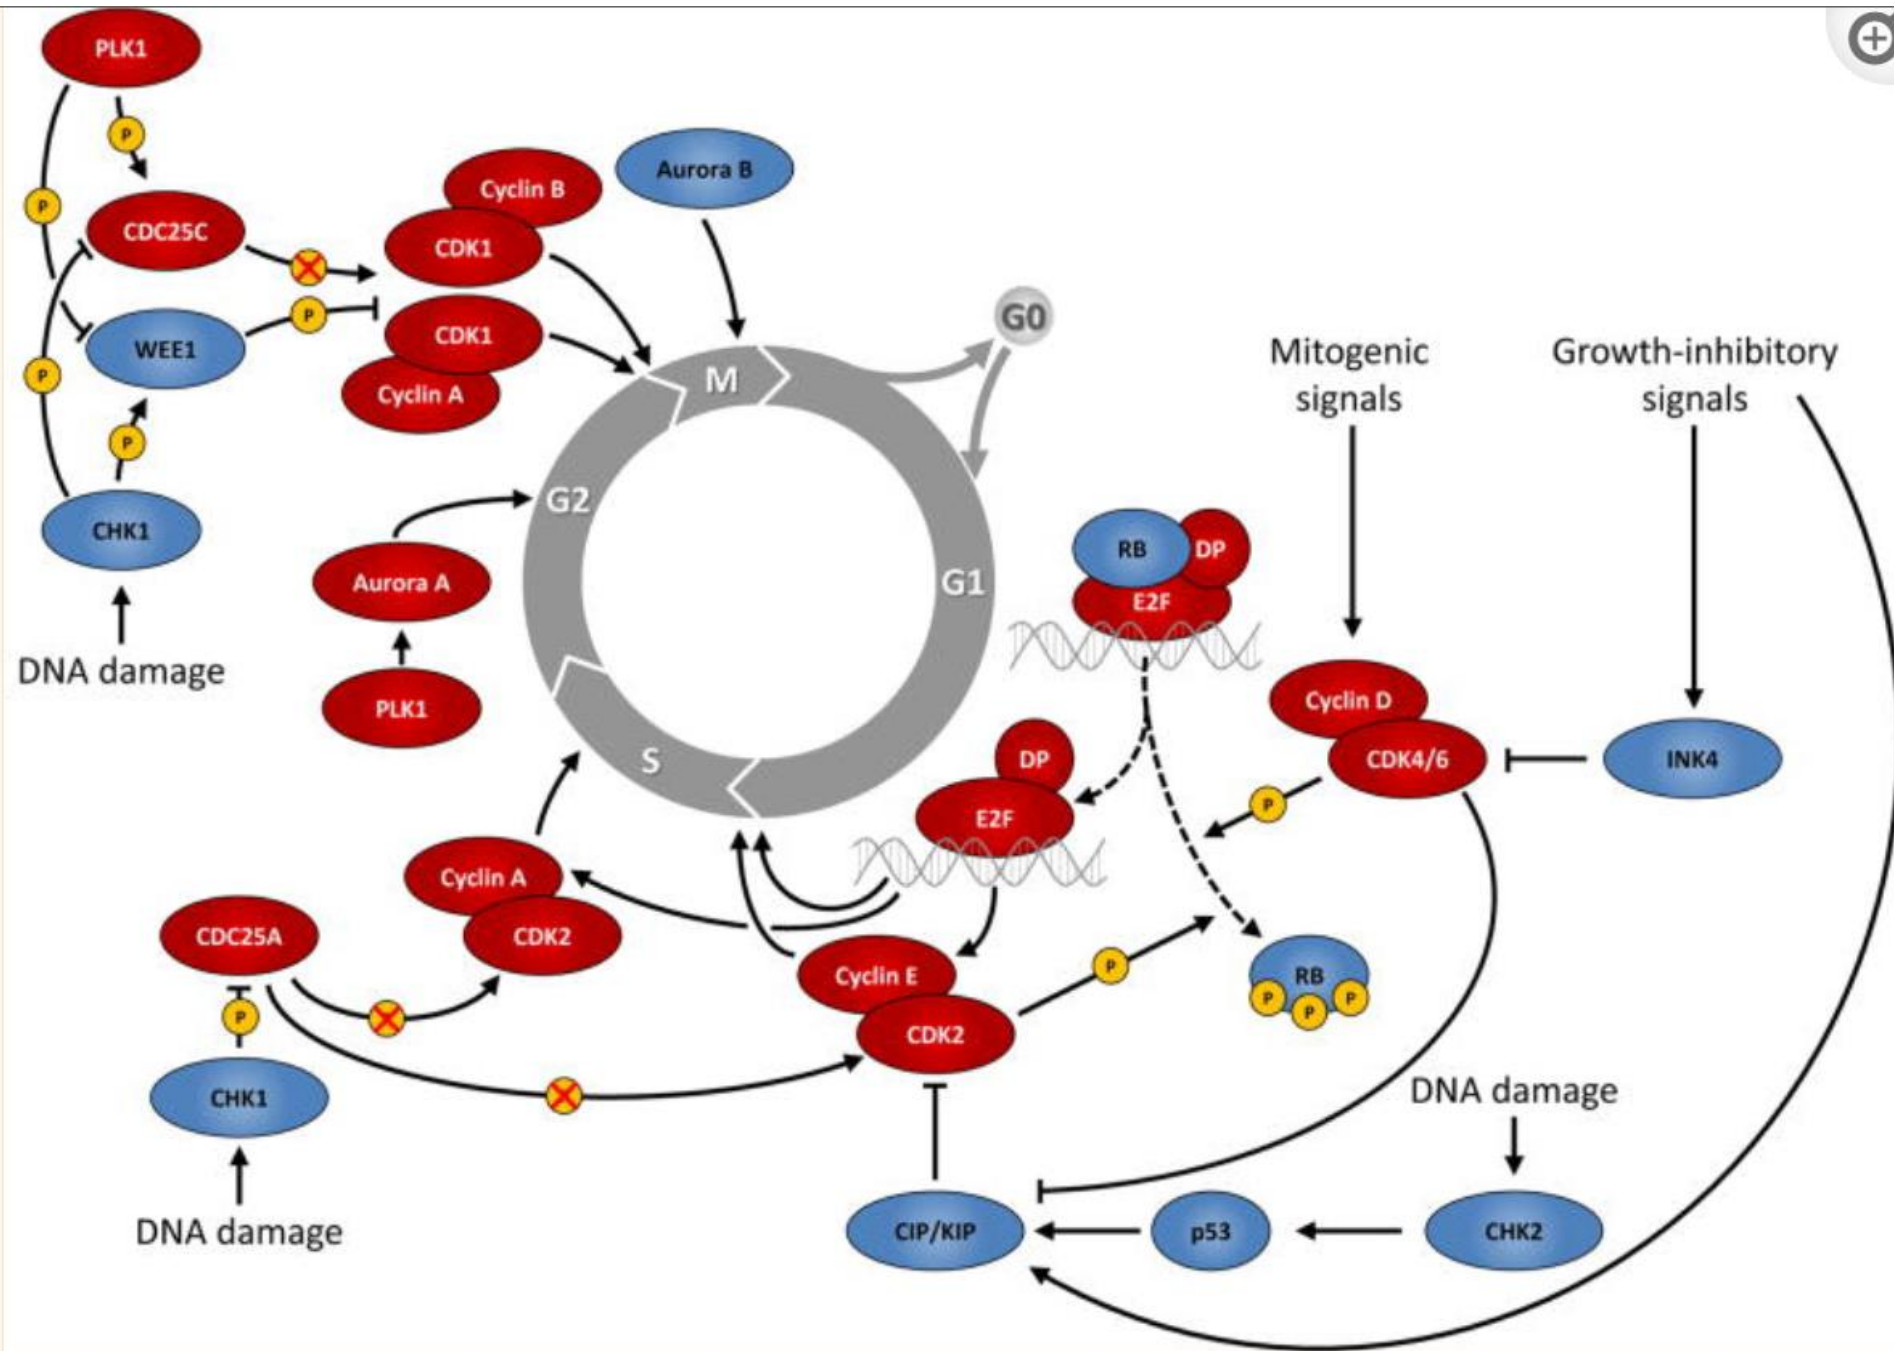 PLK1
P
Cyclin B
Aurora B
P
CDC25C
CDK1
G0
P
WEE1
CDK1
Cyclin A
M
Mitogenic
signals
Growth-inhibitory
signals
P
P
CHK1
G2
DNA damage
Aurora A
PLK1
G1
RB
DP
E2F
Cyclin D
CDK4/6
INK4
P
S
DP
E2F
Cyclin A
CDK2
CDC25A
P
CHK1
DNA damage
Cyclin E
CDK2
P
RB
P
P
P
DNA damage
CIP/KIP
p53
CHK2